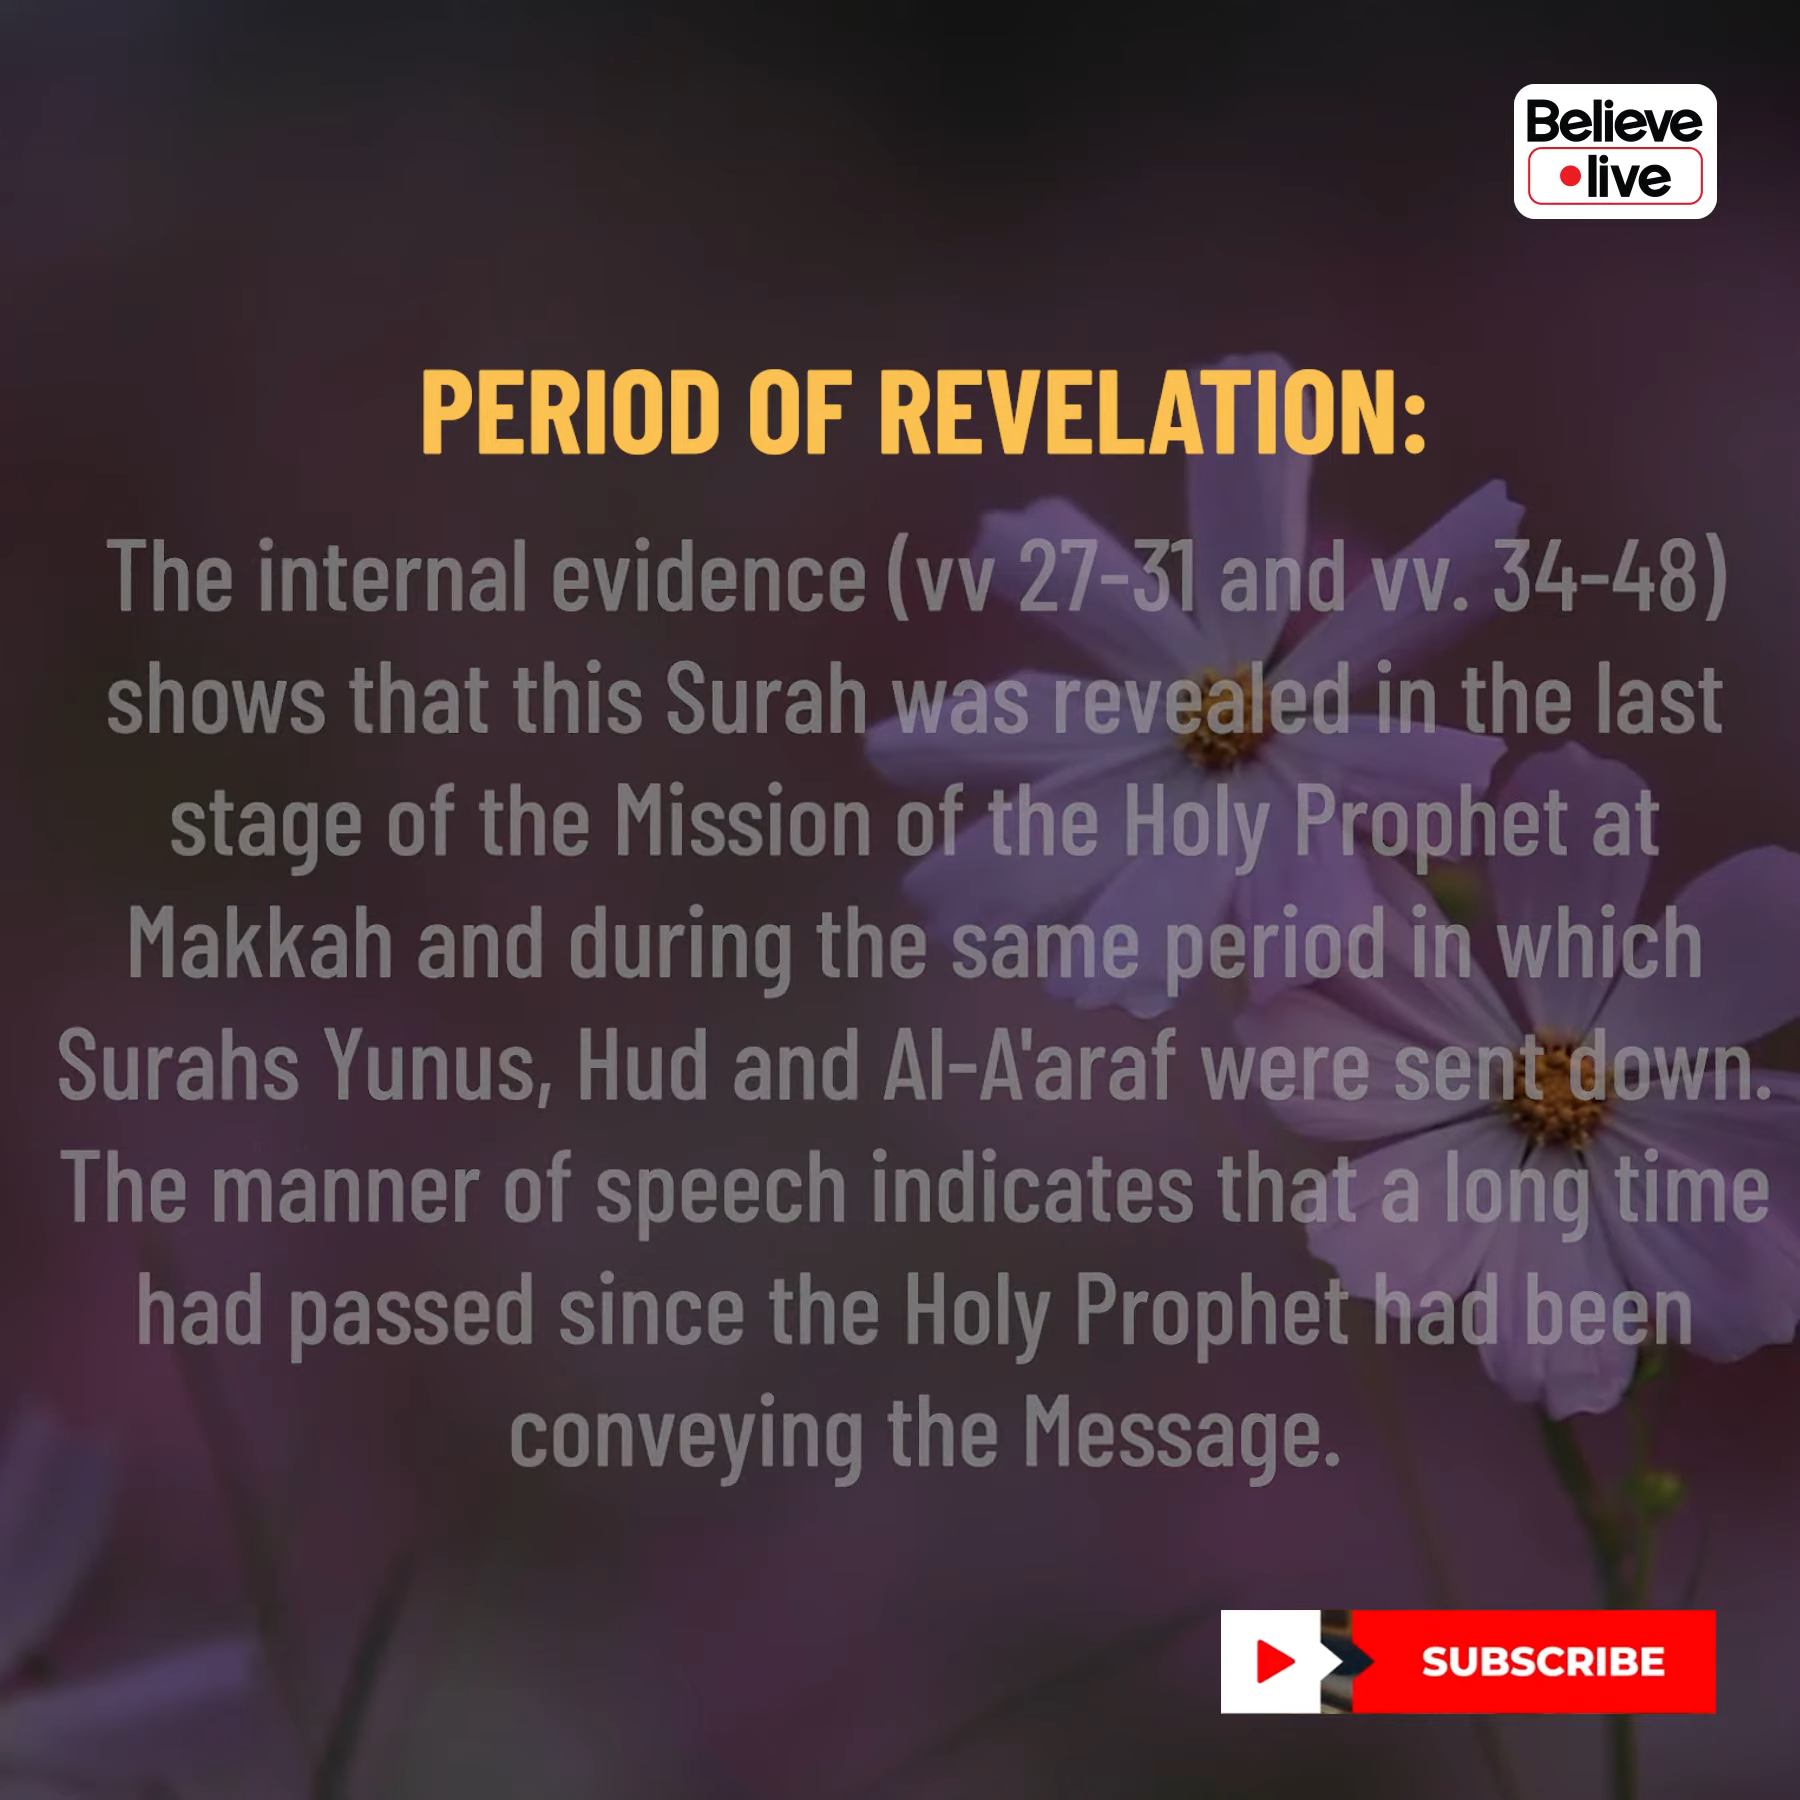 Believe
live
PERIOD OF REVELATION:
The internal evidence (vv 27-31 and vv. 34-48)
shows that this Surah was revealed in the last
stage of the Mission of the Holy Prophet at
Makkah and during the same period in which
Surahs Yunus, Hud and Al-A'araf were sent down.
The manner of speech indicates that a long time
had passed since the Holy Prophet had been
conveying the Message.
SUBSCRIBE